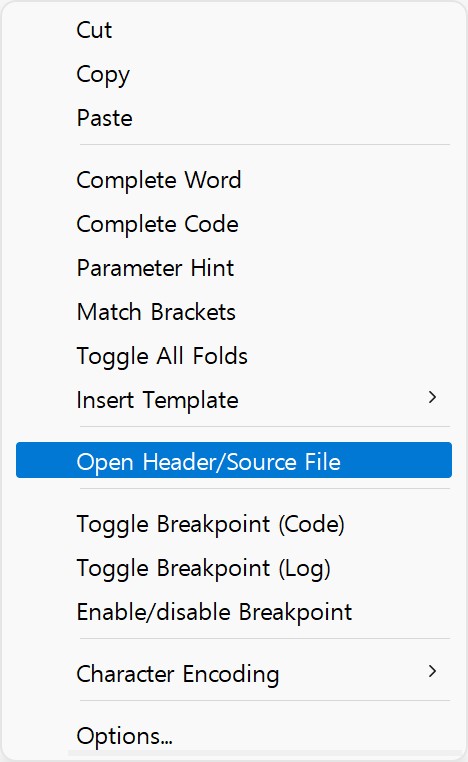 Cut
Copy
Paste
Complete Word
Complete Code
Parameter Hint
Match Brackets
Toggle All Folds
Insert Template
Open Header/Source File
Toggle Breakpoint (Code)
Toggle Breakpoint (Log)
Enable/disable Breakpoint
Character Encoding
Options...